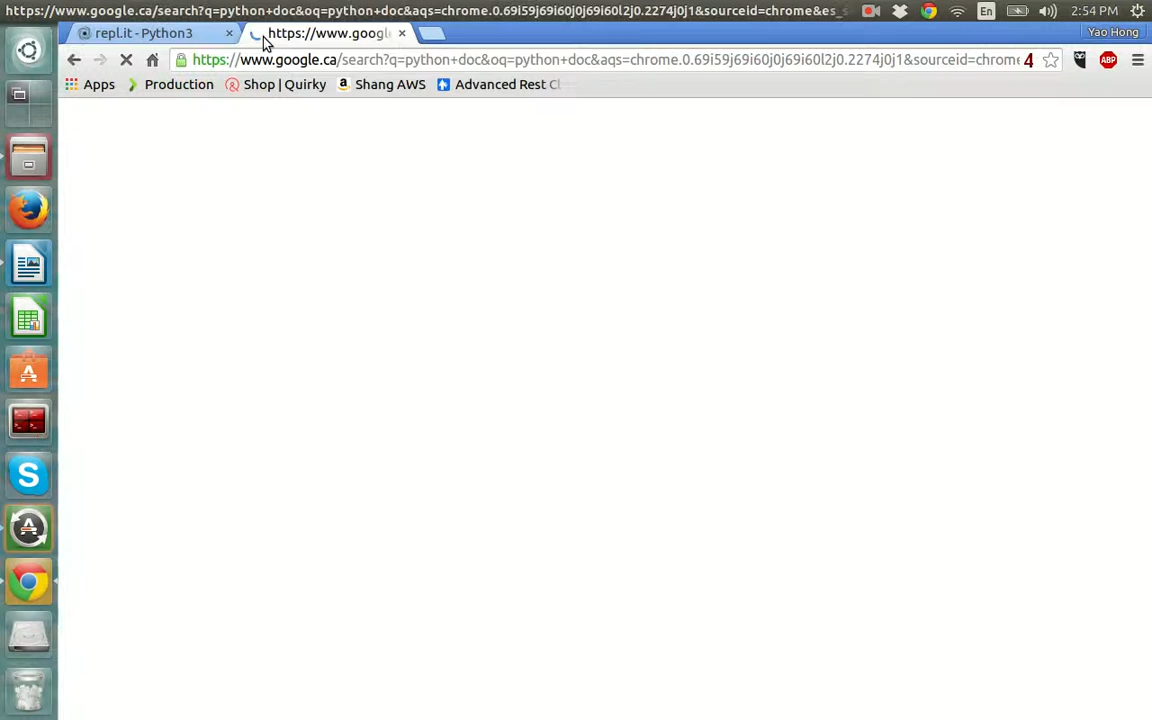 https://www.google.ca/search?q=python+doc&oq=python+doc&aqs=chrome.0.69i59j69i60j0j69i60l2j0.2274j0j1&sourceid=chrome&es_s
En
2:54 PM
repl.it - Python3
https://www.googl
Yao Hong
https://www.google.ca/search?q=python+doc&oq=python+doc&aqs=chrome.0.69i59j69i60j0j69i60l2j0.2274j0j1&sourceid=chrome
4
ABP
Apps
Production
Shop | Quirky
Shang AWS
Advanced Rest Cl